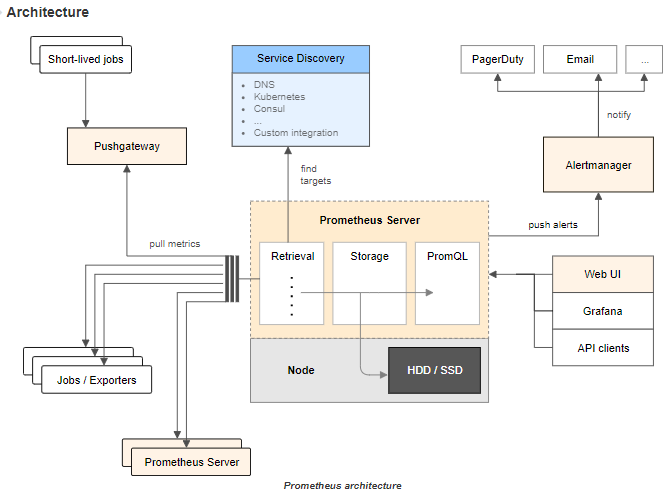 Architecture
Short-lived jobs
Service Discovery
• DNS
• Kubernetes
• Consul
• ...
• Custom integration
PagerDuty
Email
...
notify
Pushgateway
Alertmanager
find
targets
Prometheus Server
push alerts
pull metrics
Retrieval
Storage
PromQL
Web UI
Grafana
API clients
Node
HDD / SSD
Jobs / Exporters
Prometheus Server
Prometheus architecture